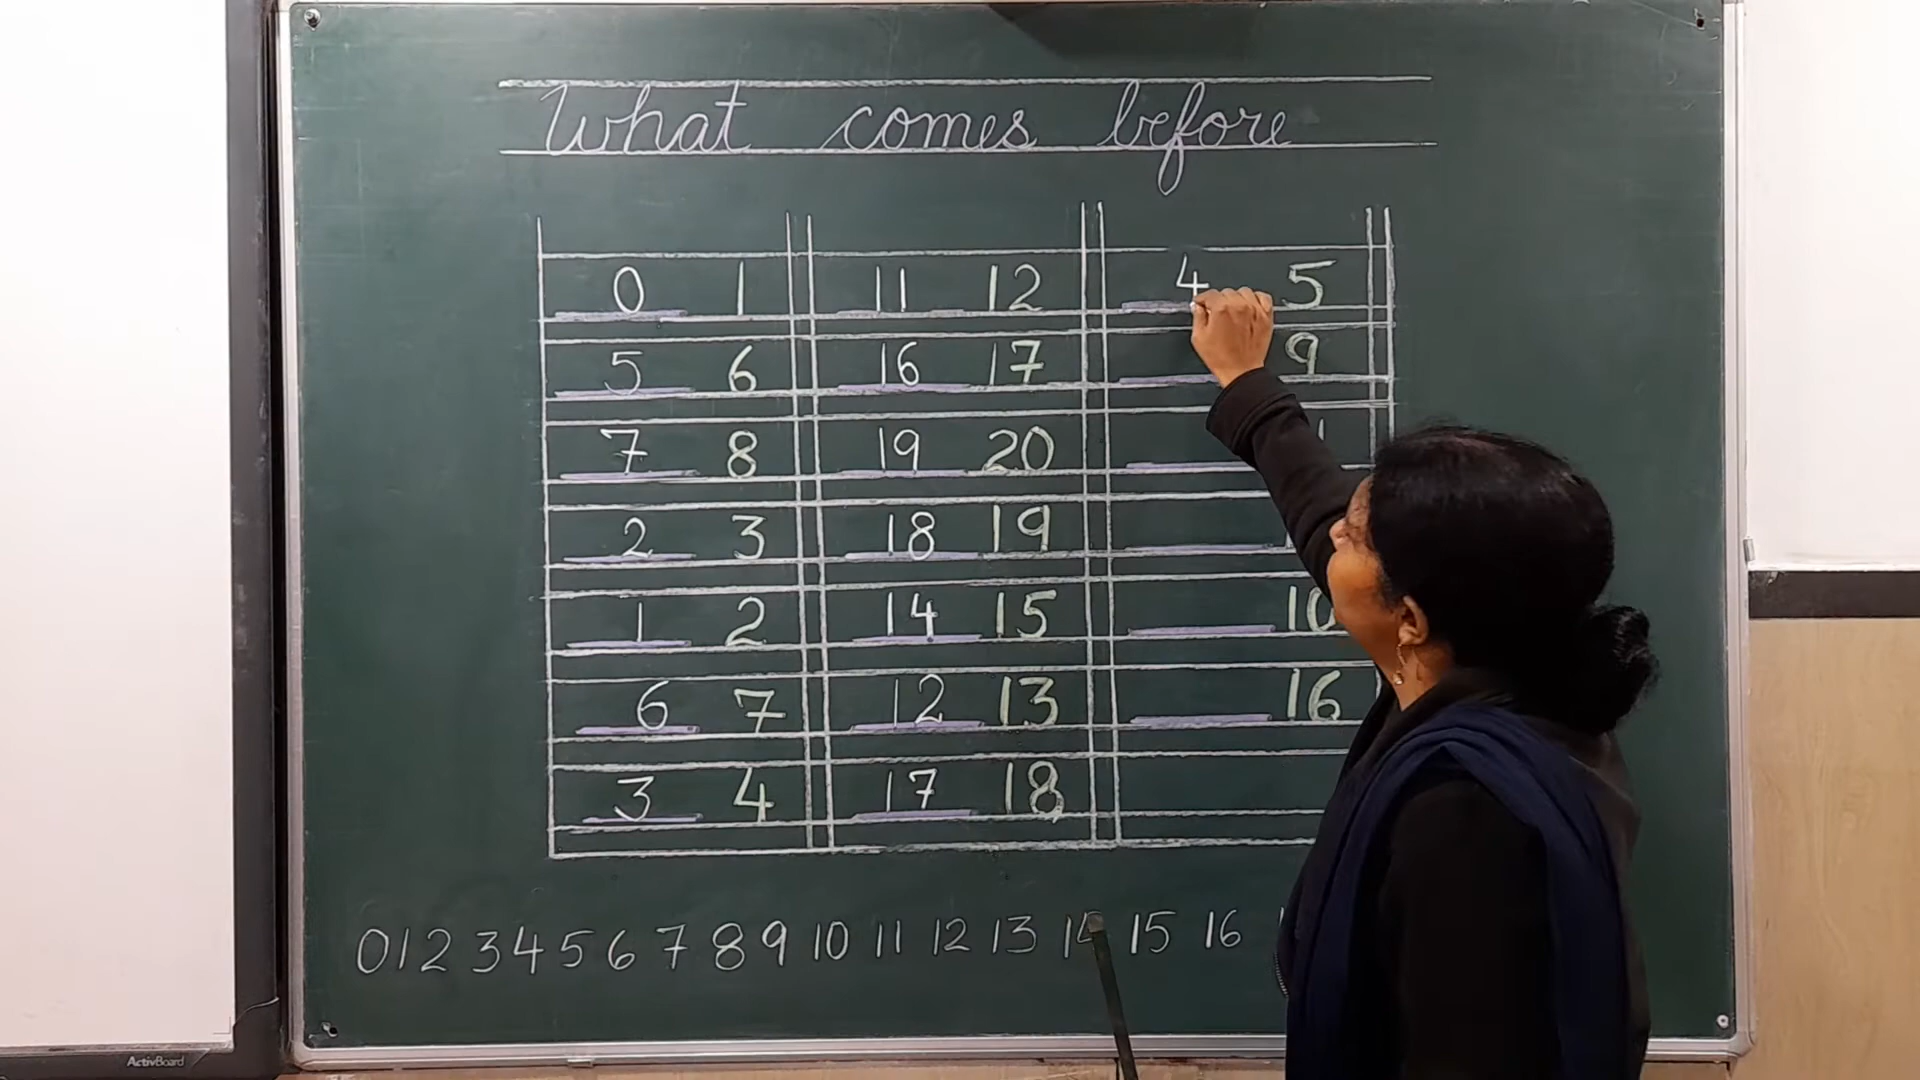 What comes before
0 1 11 12 4 5
5 6 16 17 9
7 8 19 20
2 3 18 19
1 2 14 15 10
6 7 12 13 16
3 4 17 18
0 1 2 3 4 5 6 7 8 9 10 11 12 13 14 15 16
ActivBoard